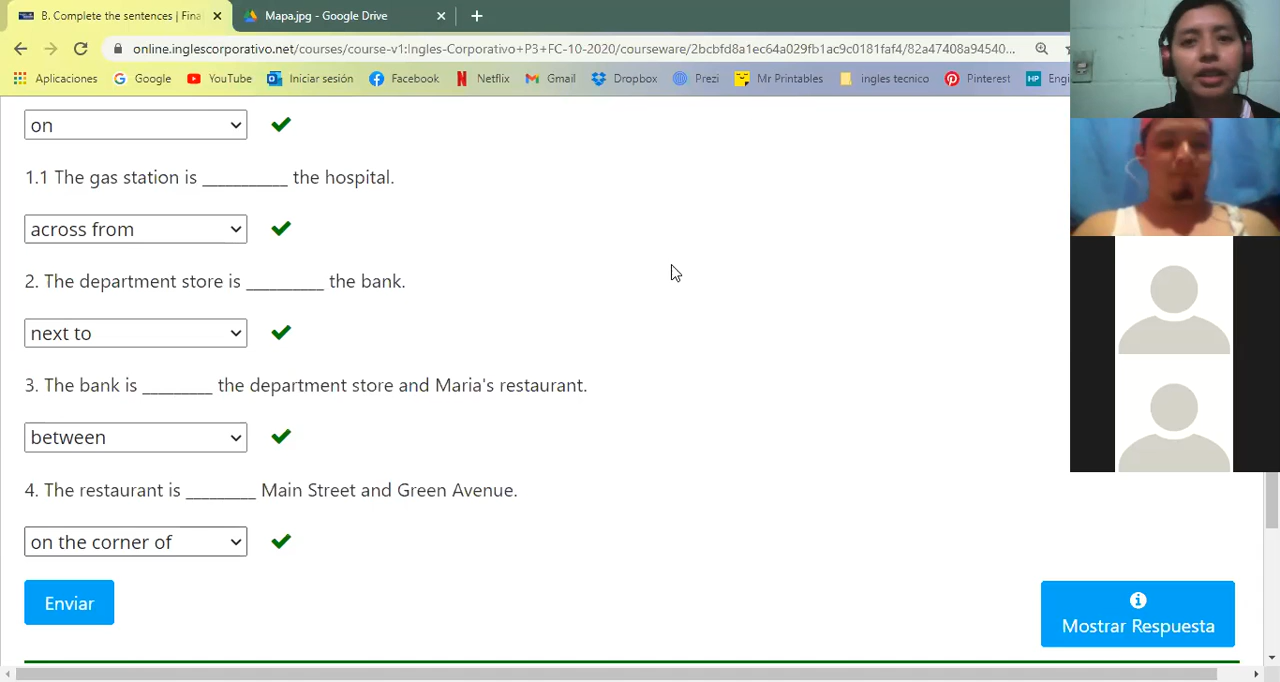 B. Complete the sentences | Fina
Mapa.jpg - Google Drive
online.inglescorporativo.net/courses/course-v1:Ingles-Corporativo+P3+FC-10-2020/courseware/2bcbfd8a1ec64a029fb1ac9c0181faf4/82a47408a94540...
Aplicaciones Google YouTube Iniciar sesión Facebook Netflix Gmail Dropbox Prezi Mr Printables ingles tecnico Pinterest Engi
on
1.1 The gas station is ___________ the hospital.
across from
2. The department store is __________ the bank.
next to
3. The bank is _________ the department store and Maria's restaurant.
between
4. The restaurant is _________ Main Street and Green Avenue.
on the corner of
Enviar
Mostrar Respuesta